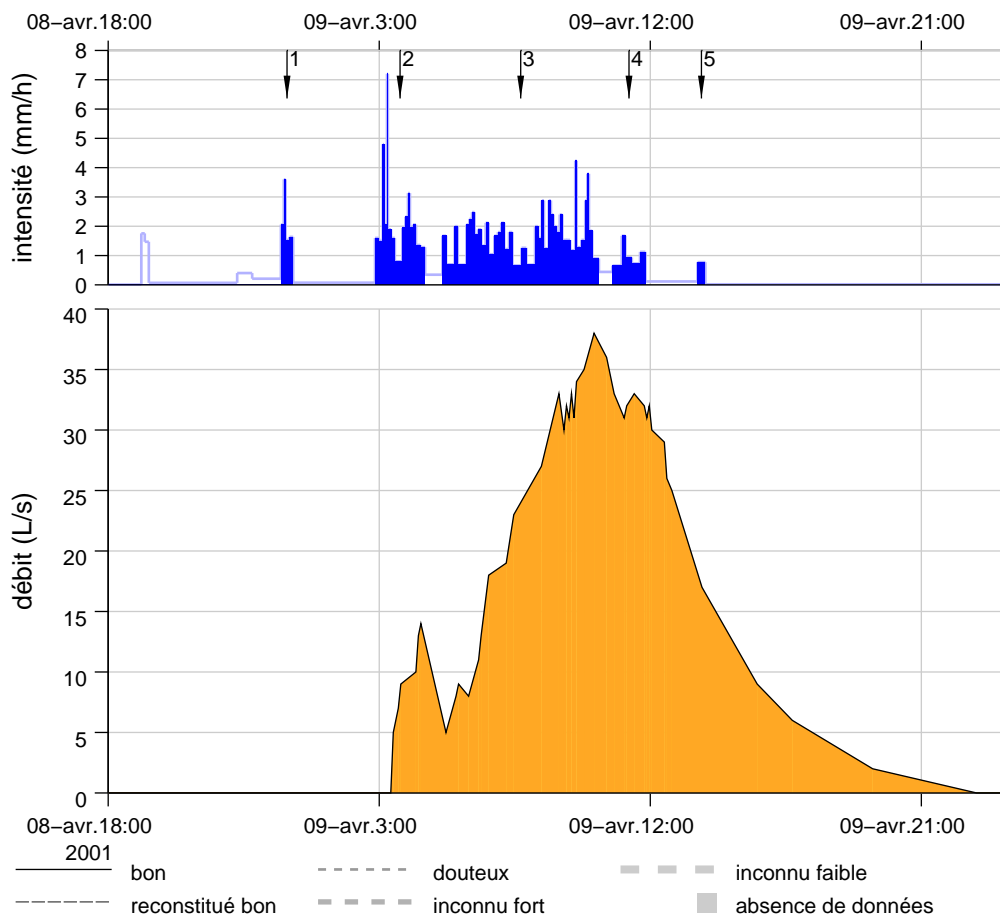 08−avr.18:00 09−avr.3:00 09−avr.12:00 09−avr.21:00
8
7
6
5
4
3
2
1
0
intensité (mm/h)
1 2 3 4 5
40
35
30
25
20
15
10
5
0
débit (L/s)
08−avr.18:00 09−avr.3:00 09−avr.12:00 09−avr.21:00
2001
bon douteux inconnu faible
reconstitué bon inconnu fort absence de données